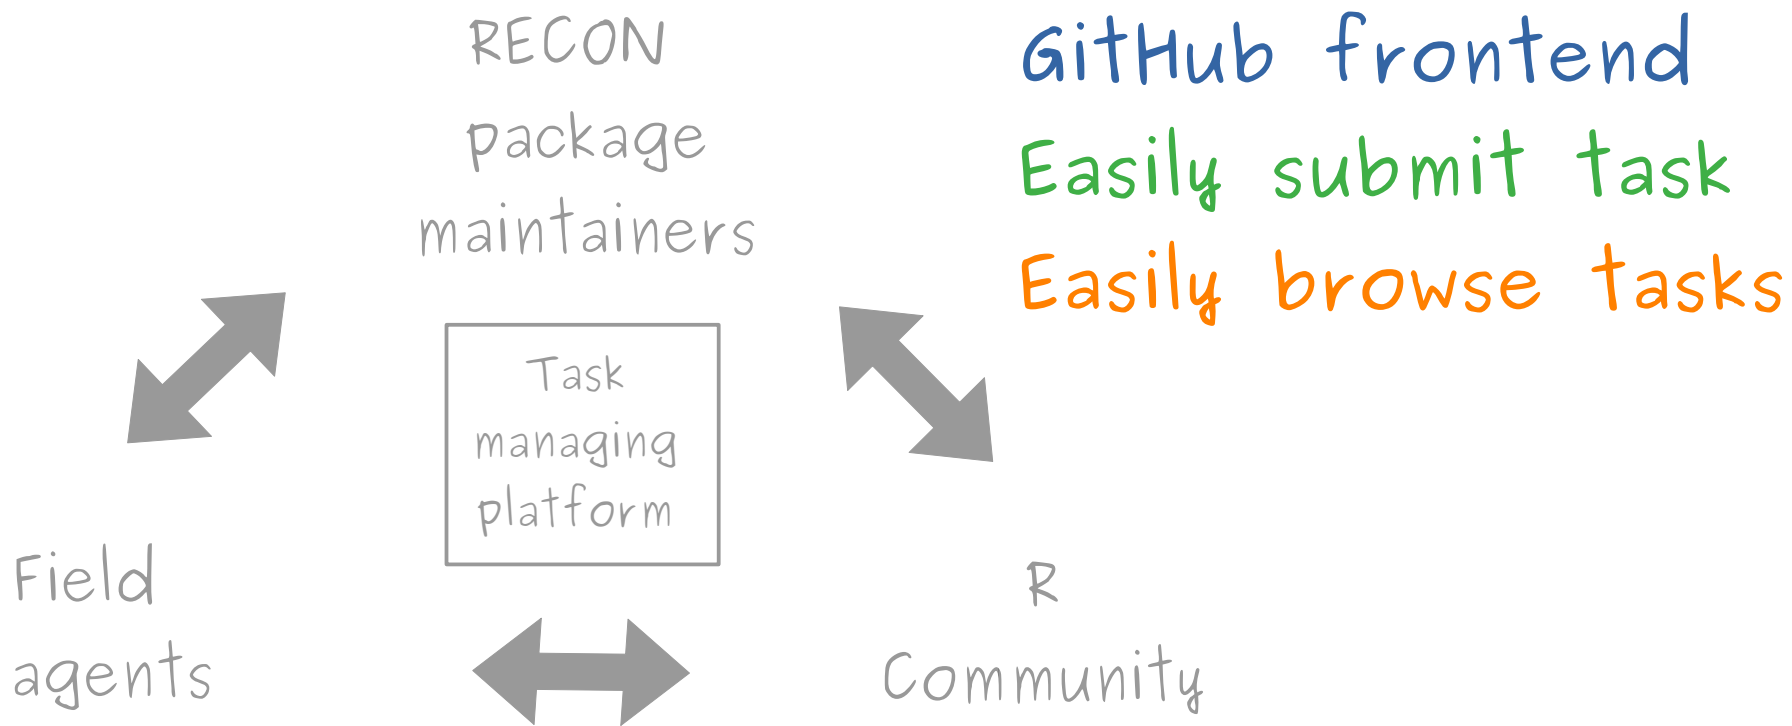 RECON
package
maintainers
GitHub frontend
Easily submit task
Easily browse tasks
Task
managing
platform
Field
agents
R
Community